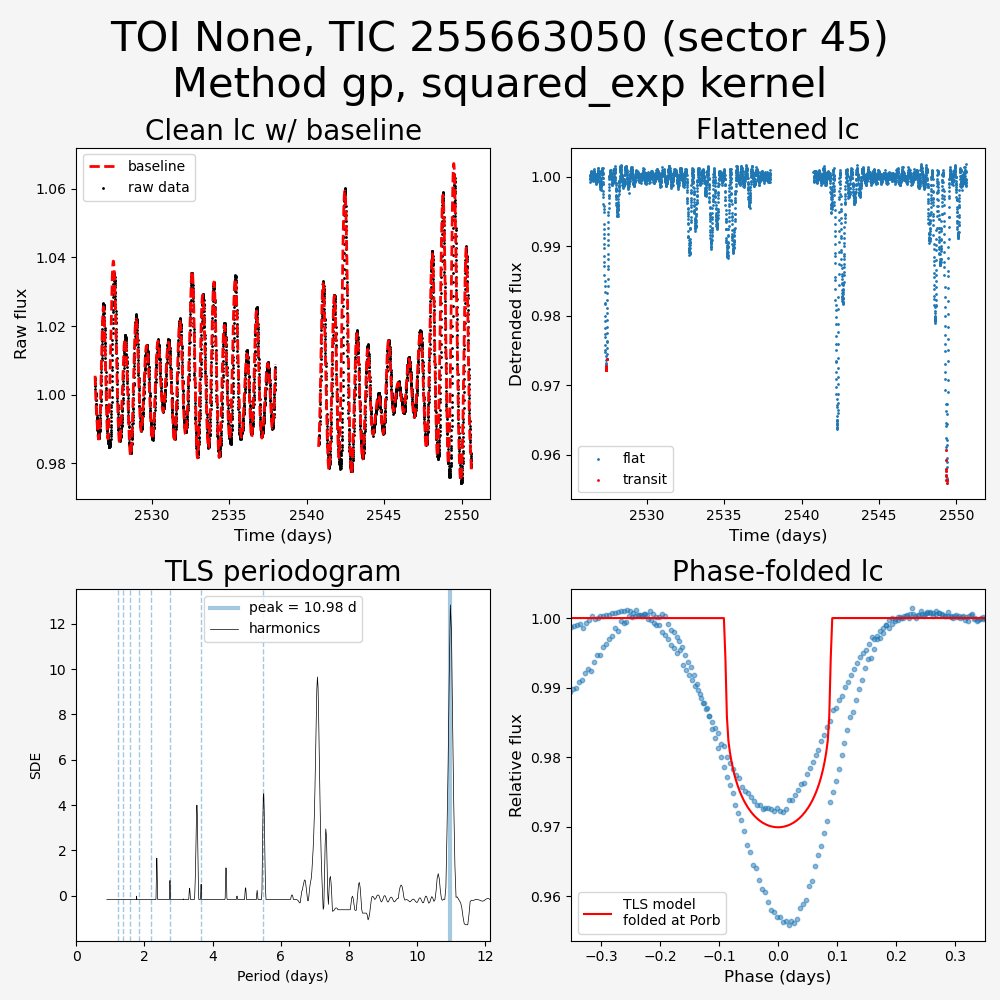 TOI None, TIC 255663050 (sector 45)
Method gp, squared_exp kernel
Clean lc w/ baseline
baseline
raw data
1.06
1.04
1.02
1.00
0.98
Raw flux
2530
2535
2540
2545
2550
Time (days)
Flattened lc
1.00
0.99
0.98
0.97
0.96
Detrended flux
flat
transit
2530
2535
2540
2545
2550
Time (days)
TLS periodogram
peak = 10.98 d
harmonics
12
10
8
6
4
2
0
SDE
0
2
4
6
8
10
12
Period (days)
Phase-folded lc
1.00
0.99
0.98
0.97
0.96
Relative flux
TLS model
folded at Porb
−0.3
−0.2
−0.1
0.0
0.1
0.2
0.3
Phase (days)